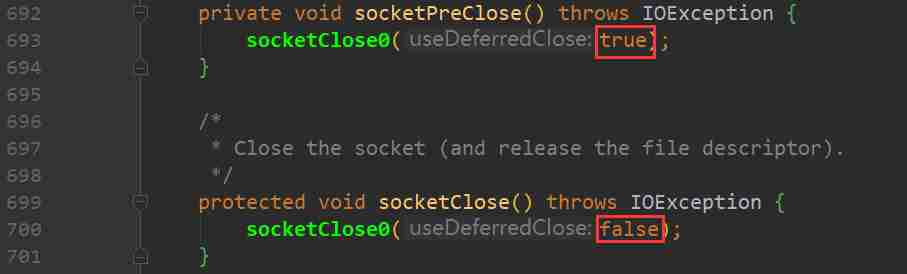 692 private void socketPreClose() throws IOException {
693 socketClose0( useDeferredClose: true);
694 }
695
696 /*
697 * Close the socket (and release the file descriptor).
698 */
699 protected void socketClose() throws IOException {
700 socketClose0( useDeferredClose: false);
701 }